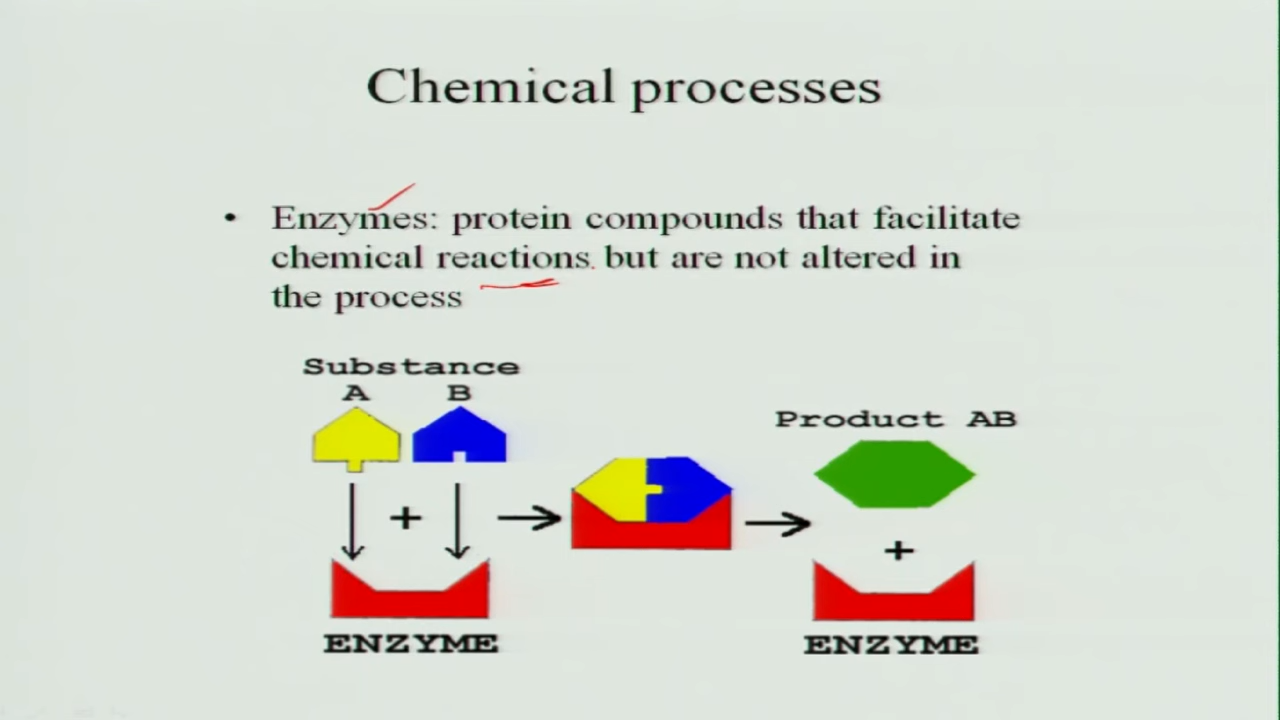 Chemical processes
• Enzymes: protein compounds that facilitate
chemical reactions but are not altered in
the process
Substance
A B
Product AB
+
+
ENZYME ENZYME